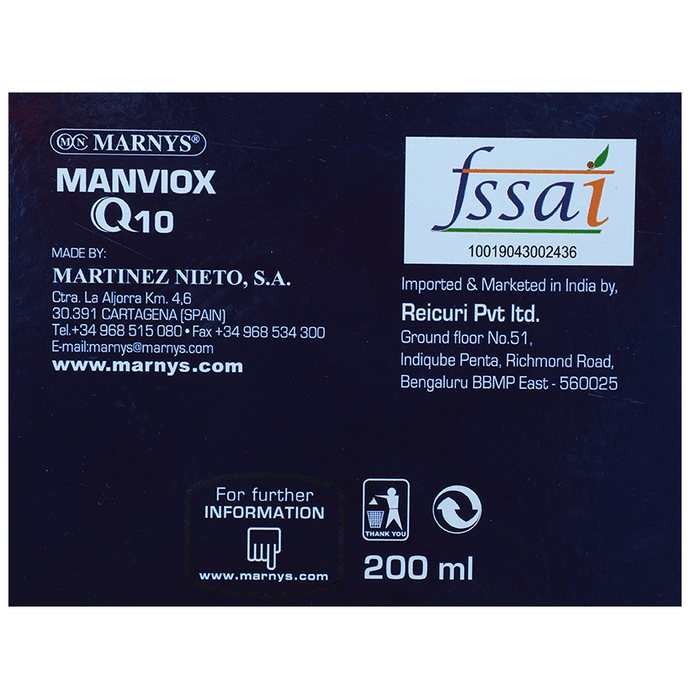 MN MARNYS®
MANVIOX
Q10
MADE BY:
MARTINEZ NIETO, S.A.
Ctra. La Aljorra Km. 4,6
30.391 CARTAGENA (SPAIN)
Tel.+34 968 515 080 • Fax +34 968 534 300
E-mail:marnys@marnys.com
www.marnys.com
fssai
10019043002436
Imported & Marketed in India by,
Reicuri Pvt ltd.
Ground floor No.51,
Indiqube Penta, Richmond Road,
Bengaluru BBMP East - 560025
For further
INFORMATION
www.marnys.com
THANK YOU
200 ml